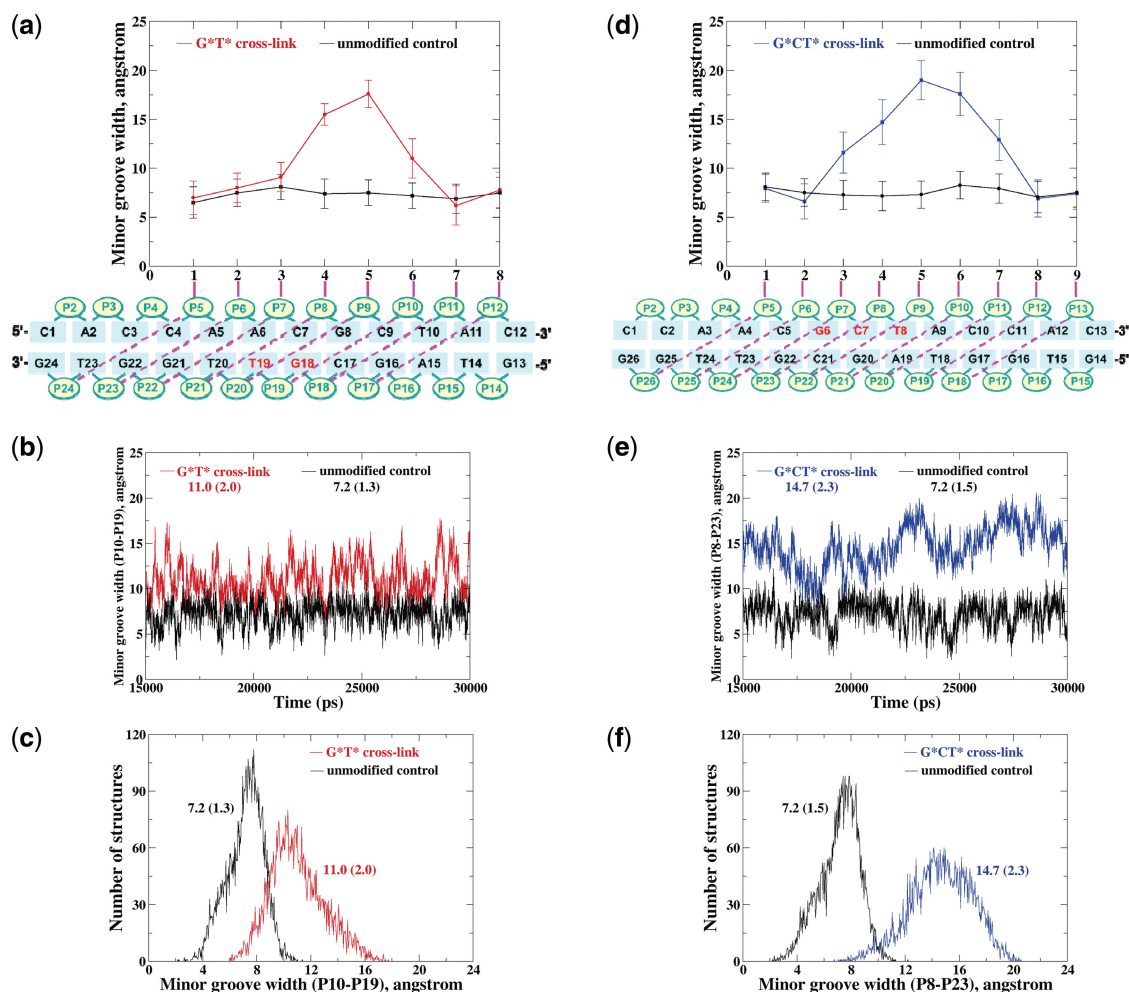 (a)
25
20
15
10
5
0
Minor groove width, angstrom
G*T* cross-link
unmodified control
0 1 2 3 4 5 6 7 8
P2 P3 P4 P5 P6 P7 P8 P9 P10 P11 P12
5'- C1 A2 C3 C4 A5 A6 C7 G8 C9 T10 A11 C12 -3'
3'- G24 T23 G22 G21 T20 T19 G18 C17 G16 A15 T14 G13 -5'
P24 P23 P22 P21 P20 P19 P18 P17 P16 P15 P14
(d)
25
20
15
10
5
0
Minor groove width, angstrom
G*CT* cross-link
unmodified control
0 1 2 3 4 5 6 7 8 9
P2 P3 P4 P5 P6 P7 P8 P9 P10 P11 P12 P13
5'- C1 C2 A3 A4 C5 G6 C7 T8 A9 C10 C11 A12 C13 -3'
3'- G26 G25 T24 T23 G22 C21 G20 A19 T18 G17 G16 T15 G14 -5'
P26 P25 P24 P23 P22 P21 P20 P19 P18 P17 P16 P15
(b)
25
20
15
10
5
0
Minor groove width (P10-P19), angstrom
G*T* cross-link
11.0 (2.0)
unmodified control
7.2 (1.3)
15000 20000 25000 30000
Time (ps)
(e)
25
20
15
10
5
0
Minor groove width (P8-P23), angstrom
G*CT* cross-link
14.7 (2.3)
unmodified control
7.2 (1.5)
15000 20000 25000 30000
Time (ps)
(c)
120
90
60
30
0
Number of structures
G*T* cross-link
unmodified control
7.2 (1.3)
11.0 (2.0)
0 4 8 12 16 20 24
Minor groove width (P10-P19), angstrom
(f)
120
90
60
30
0
Number of structures
G*CT* cross-link
unmodified control
7.2 (1.5)
14.7 (2.3)
0 4 8 12 16 20 24
Minor groove width (P8-P23), angstrom